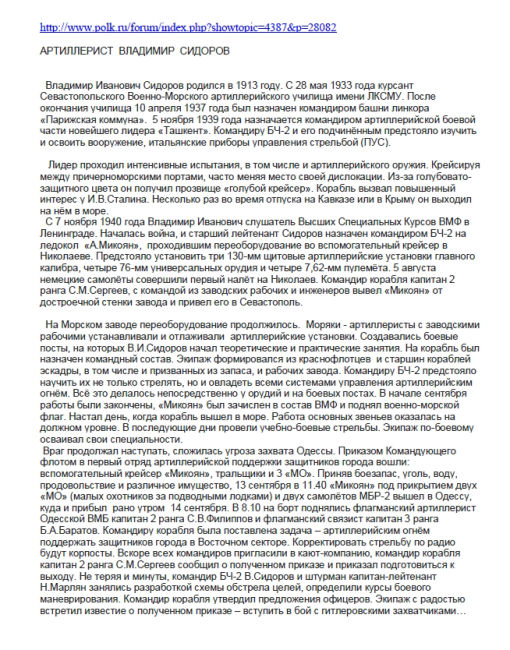 http://www.polk.ru/forum/index.php?showtopic=4387&p=28082
АРТИЛЛЕРИСТ ВЛАДИМИР СИДОРОВ
Владимир Иванович Сидоров родился в 1913 году. С 28 мая 1933 года курсант
Севастопольского Военно-Морского артиллерийского училища имени ЛКСМУ. После
окончания училища 10 апреля 1937 года был назначен командиром башни линкора
«Парижская коммуна». 5 ноября 1939 года назначается командиром артиллерийской боевой
части новейшего лидера «Ташкент». Командиру БЧ-2 и его подчинённым предстояло изучить
и освоить вооружение, итальянские приборы управления стрельбой (ПУС).
Лидер проходил интенсивные испытания, в том числе и артиллерийского оружия. Крейсируя
между причерноморскими портами, часто меняя место своей дислокации. Из-за голубовато-
защитного цвета он получил прозвище «голубой крейсер». Корабль вызвал повышенный
интерес у И.В.Сталина. Несколько раз во время отпуска на Кавказе или в Крыму он выходил
на нём в море.
С 7 ноября 1940 года Владимир Иванович слушатель Высших Специальных Курсов ВМФ в
Ленинграде. Началась война, и старший лейтенант Сидоров назначен командиром БЧ-2 на
ледокол «А.Микоян», проходившим переоборудование во вспомогательный крейсер в
Николаеве. Предстояло установить три 130-мм щитовые артиллерийские установки главного
калибра, четыре 76-мм универсальных орудия и четыре 7,62-мм пулемёта. 5 августа
немецкие самолёты совершили первый налёт на Николаев. Командир корабля капитан 2
ранга С.М.Сергеев, с командой из заводских рабочих и инженеров вывел «Микоян» от
достроечной стенки завода и привел его в Севастополь.
На Морском заводе переоборудование продолжилось. Моряки - артиллеристы с заводскими
рабочими устанавливали и отлаживали артиллерийские установки. Создавались боевые
посты, на которых В.И.Сидоров начал теоретические и практические занятия. На корабль был
назначен командный состав. Экипаж формировался из краснофлотцев и старшин кораблей
эскадры, в том числе и призванных из запаса, и рабочих завода. Командиру БЧ-2 предстояло
научить их не только стрелять, но и овладеть всеми системами управления артиллерийским
огнём. Всё это делалось непосредственно у орудий и на боевых постах. В начале сентября
работы были закончены, «Микоян» был зачислен в состав ВМФ и поднял военно-морской
флаг. Настал день, когда корабль вышел в море. Работа основных звеньев оказалась на
должном уровне. В последующие дни провели учебно-боевые стрельбы. Экипаж по-боевому
осваивал свои специальности.
Враг продолжал наступать, сложилась угроза захвата Одессы. Приказом Командующего
флотом в первый отряд артиллерийской поддержки защитников города вошли:
вспомогательный крейсер «Микоян», тральщики и 3 «МО». Приняв боезапас, уголь, воду,
продовольствие и различное имущество, 13 сентября в 11.40 «Микоян» под прикрытием двух
«МО» (малых охотников за подводными лодками) и двух самолётов МБР-2 вышел в Одессу,
куда и прибыл рано утром 14 сентября. В 8.10 на борт поднялись флагманский артиллерист
Одесской ВМБ капитан 2 ранга С.В.Филиппов и флагманский связист капитан 3 ранга
Б.А.Баратов. Командиру корабля была поставлена задача – артиллерийским огнём
поддержать защитников города в Восточном секторе. Корректировать стрельбу по радио
будут корпосты. Вскоре всех командиров пригласили в кают-компанию, командир корабля
капитан 2 ранга С.М.Сергеев сообщил о полученном приказе и приказал подготовиться к
выходу. Не теряя и минуты, командир БЧ-2 В.Сидоров и штурман капитан-лейтенант
Н.Марлян занялись разработкой схемы обстрела целей, определили курсы боевого
маневрирования. Командир корабля утвердил предложения офицеров. Экипаж с радостью
встретил известие о полученном приказе – вступить в бой с гитлеровскими захватчиками…